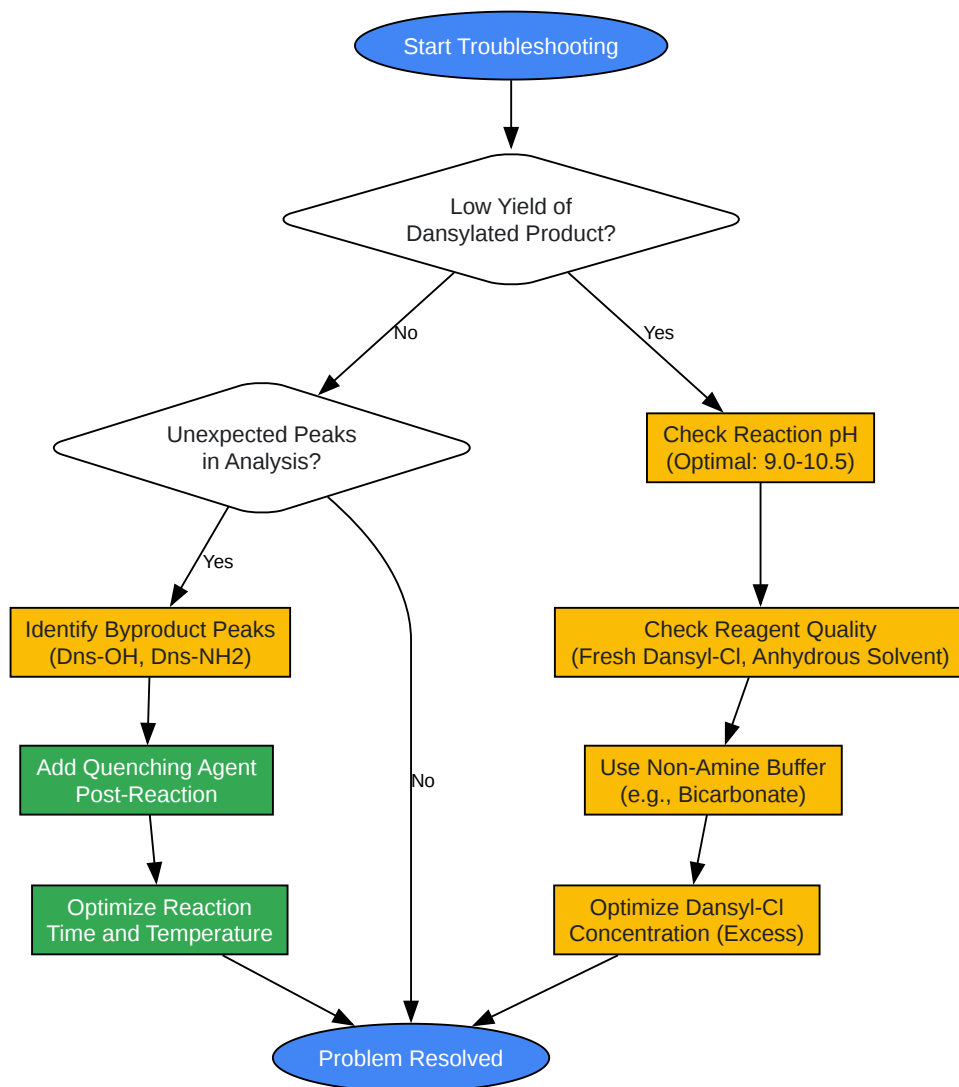 Start Troubleshooting
Low Yield of
Dansylated Product?
No
Yes
Unexpected Peaks
in Analysis?
Check Reaction pH
(Optimal: 9.0-10.5)
Yes
Identify Byproduct Peaks
(Dns-OH, Dns-NH2)
Check Reagent Quality
(Fresh Dansyl-Cl, Anhydrous Solvent)
Add Quenching Agent
Post-Reaction
No
Use Non-Amine Buffer
(e.g., Bicarbonate)
Optimize Reaction
Time and Temperature
Optimize Dansyl-Cl
Concentration (Excess)
Problem Resolved